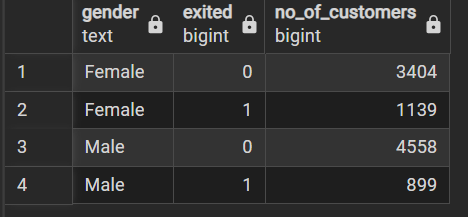 gender exited no_of_customers
text bigint bigint
1 Female 0 3404
2 Female 1 1139
3 Male 0 4558
4 Male 1 899